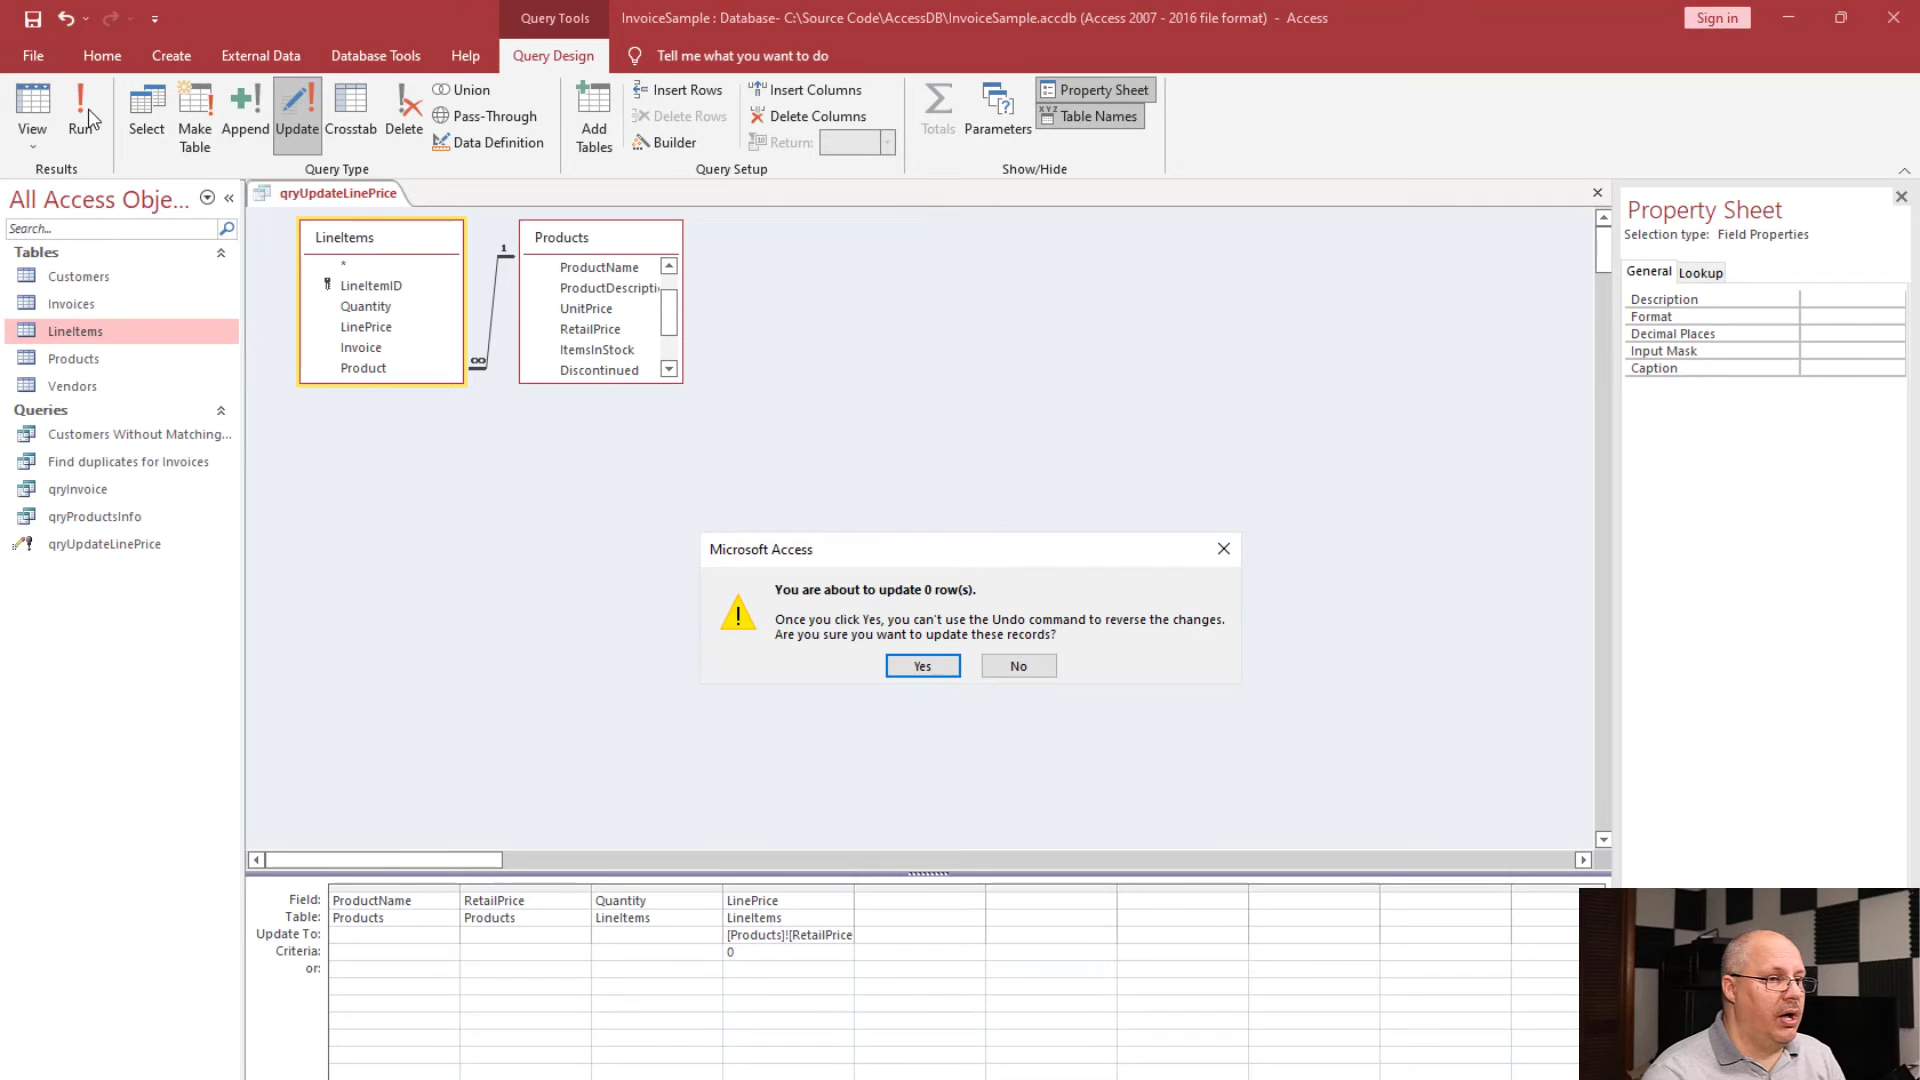 Query Tools
InvoiceSample : Database- C:\Source Code\AccessDB\InvoiceSample.accdb (Access 2007 - 2016 file format) - Access
Sign in
File
Home
Create
External Data
Database Tools
Help
Query Design
Tell me what you want to do
View
Run
Select
Make
Table
Append
Update
Crosstab
Delete
Union
Pass-Through
Data Definition
Add
Tables
Insert Rows
Delete Rows
Builder
Insert Columns
Delete Columns
Return:
Totals
Parameters
Property Sheet
XYZ
Table Names
Results
Query Type
Query Setup
Show/Hide
All Access Obje...
Search...
Tables
Customers
Invoices
LineItems
Products
Vendors
Queries
Customers Without Matching...
Find duplicates for Invoices
qryInvoice
qryProductsInfo
qryUpdateLinePrice
qryUpdateLinePrice
LineItems
*
LineItemID
Quantity
LinePrice
Invoice
Product
1
∞
Products
ProductName
ProductDescripti
UnitPrice
RetailPrice
ItemsInStock
Discontinued
Microsoft Access
You are about to update 0 row(s).
Once you click Yes, you can't use the Undo command to reverse the changes.
Are you sure you want to update these records?
Yes
No
Property Sheet
Selection type: Field Properties
General
Lookup
Description
Format
Decimal Places
Input Mask
Caption
Field: ProductName RetailPrice Quantity LinePrice
Table: Products Products LineItems LineItems
Update To: [Products]![RetailPrice
Criteria: 0
or: